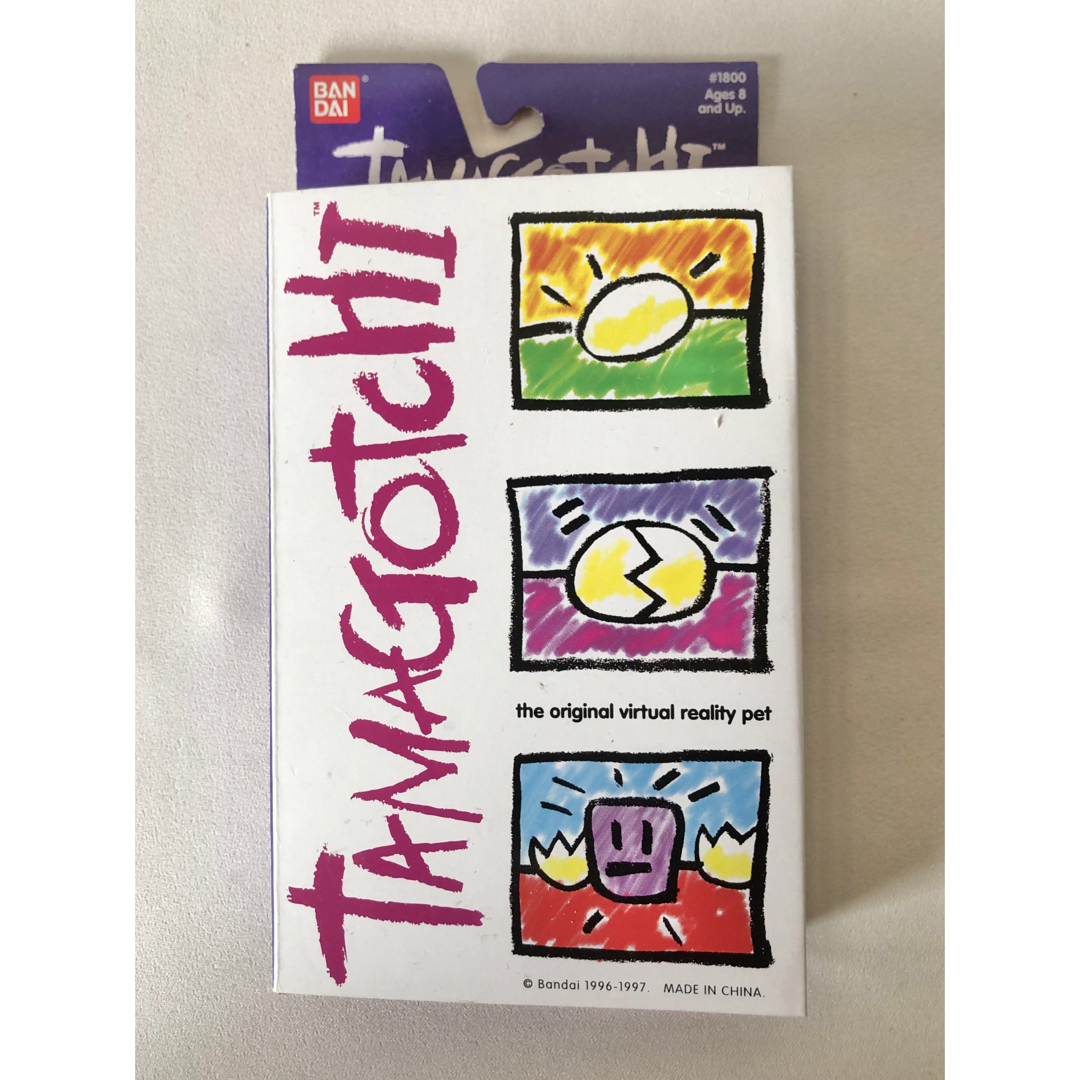 BAN
DAI®
#1800
Ages 8
and Up.
TAMAGOTCHI™
TAMAGOTCHI™
the original virtual reality pet
© Bandai 1996-1997. MADE IN CHINA.